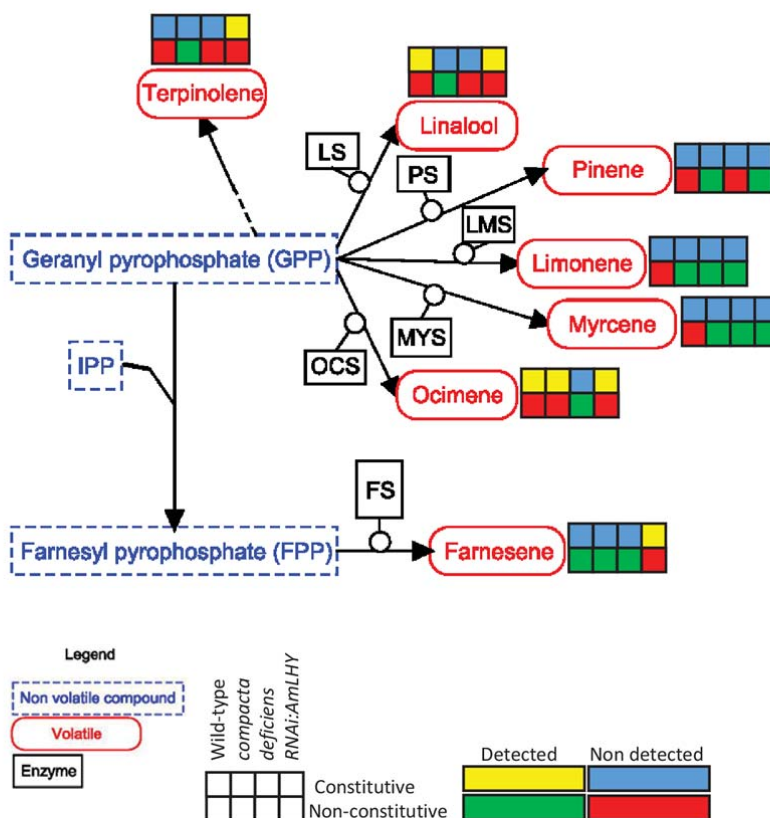 Terpinolene
Linalool
LS
PS
Pinene
LMS
Geranyl pyrophosphate (GPP)
Limonene
MYS
Myrcene
IPP
OCS
Ocimene
FS
Farnesyl pyrophosphate (FPP)
Farnesene
Legend
Non volatile compound
Volatile
Enzyme
Wild-type
compacta
deficiens
RNAi:AmLHY
Constitutive
Non-constitutive
Detected
Non detected